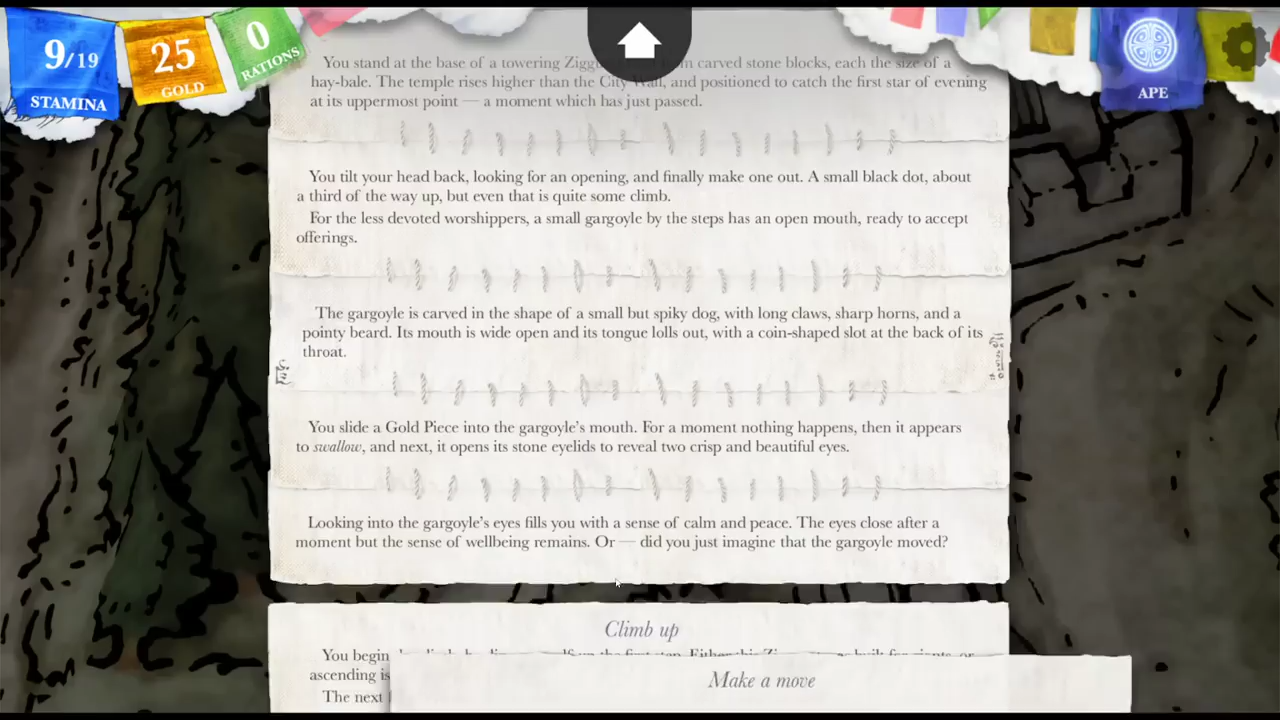 9/19
STAMINA
25
GOLD
0
RATIONS
APE
You stand at the base of a towering carved stone blocks, each the size of a
hay-bale. The temple rises higher than the City Wall, and positioned to catch the first star of evening
at its uppermost point — a moment which has just passed.
You tilt your head back, looking for an opening, and finally make one out. A small black dot, about
a third of the way up, but even that is quite some climb.
For the less devoted worshippers, a small gargoyle by the steps has an open mouth, ready to accept
offerings.
The gargoyle is carved in the shape of a small but spiky dog, with long claws, sharp horns, and a
pointy beard. Its mouth is wide open and its tongue lolls out, with a coin-shaped slot at the back of its
throat.
You slide a Gold Piece into the gargoyle's mouth. For a moment nothing happens, then it appears
to swallow, and next, it opens its stone eyelids to reveal two crisp and beautiful eyes.
Looking into the gargoyle's eyes fills you with a sense of calm and peace. The eyes close after a
moment but the sense of wellbeing remains. Or — did you just imagine that the gargoyle moved?
Climb up
You begin
ascending is
The next
Make a move